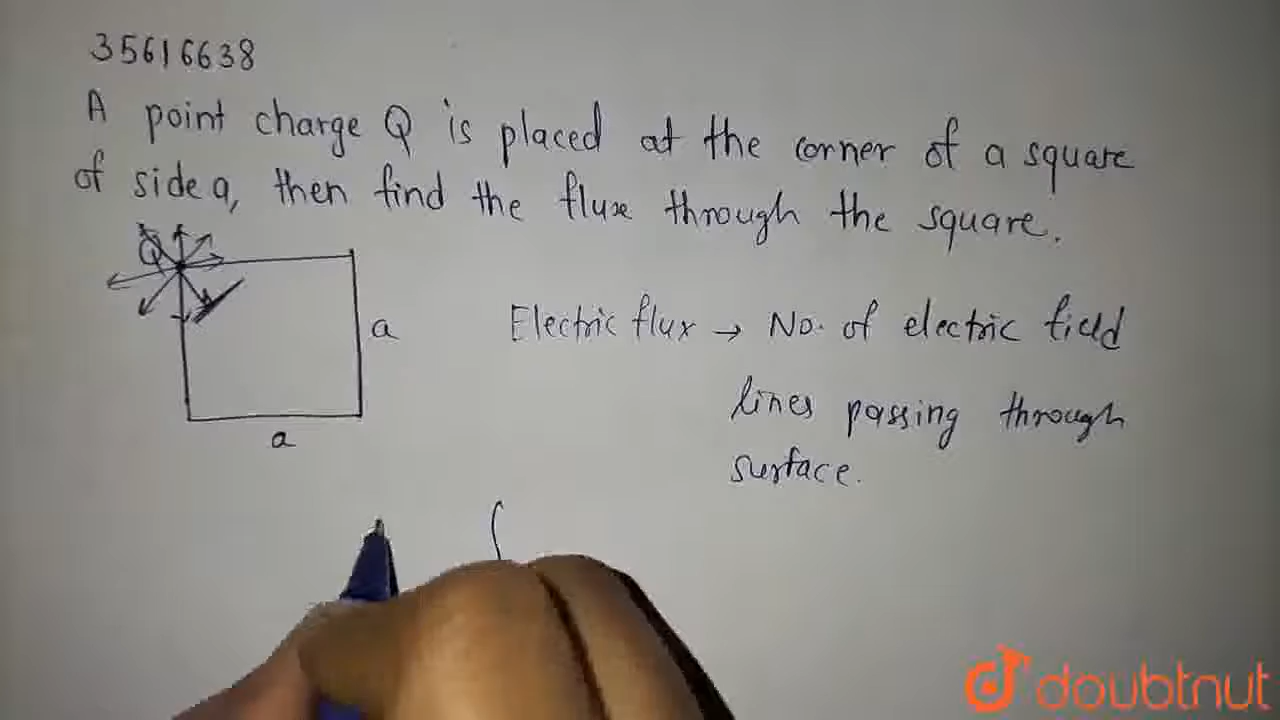 35616638
A point charge Q is placed at the corner of a square
of side a, then find the flux through the square.
Q
a
a
Electric flux → No. of electric field
lines passing through
surface.
doubtnut